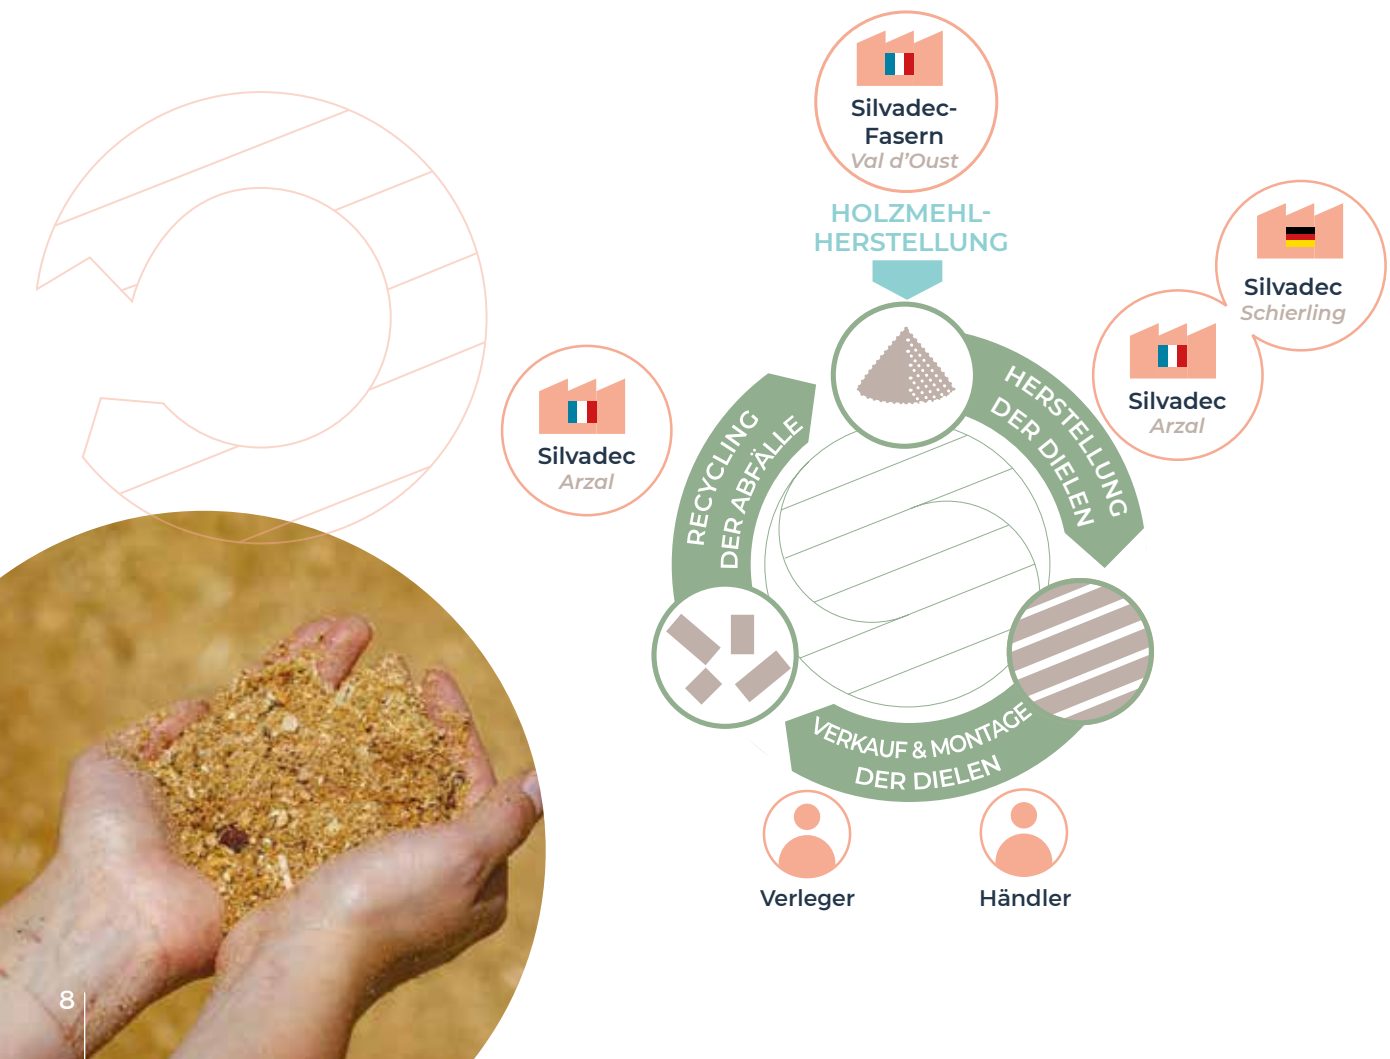 Silvadec-
Fasern
Val d’Oust
HOLZMEHL-
HERSTELLUNG
Silvadec
Schierling
Silvadec
Arzal
HERSTELLUNG
DER DIELEN
Silvadec
Arzal
RECYCLING
DER ABFÄLLE
VERKAUF & MONTAGE
DER DIELEN
Verleger
Händler
8